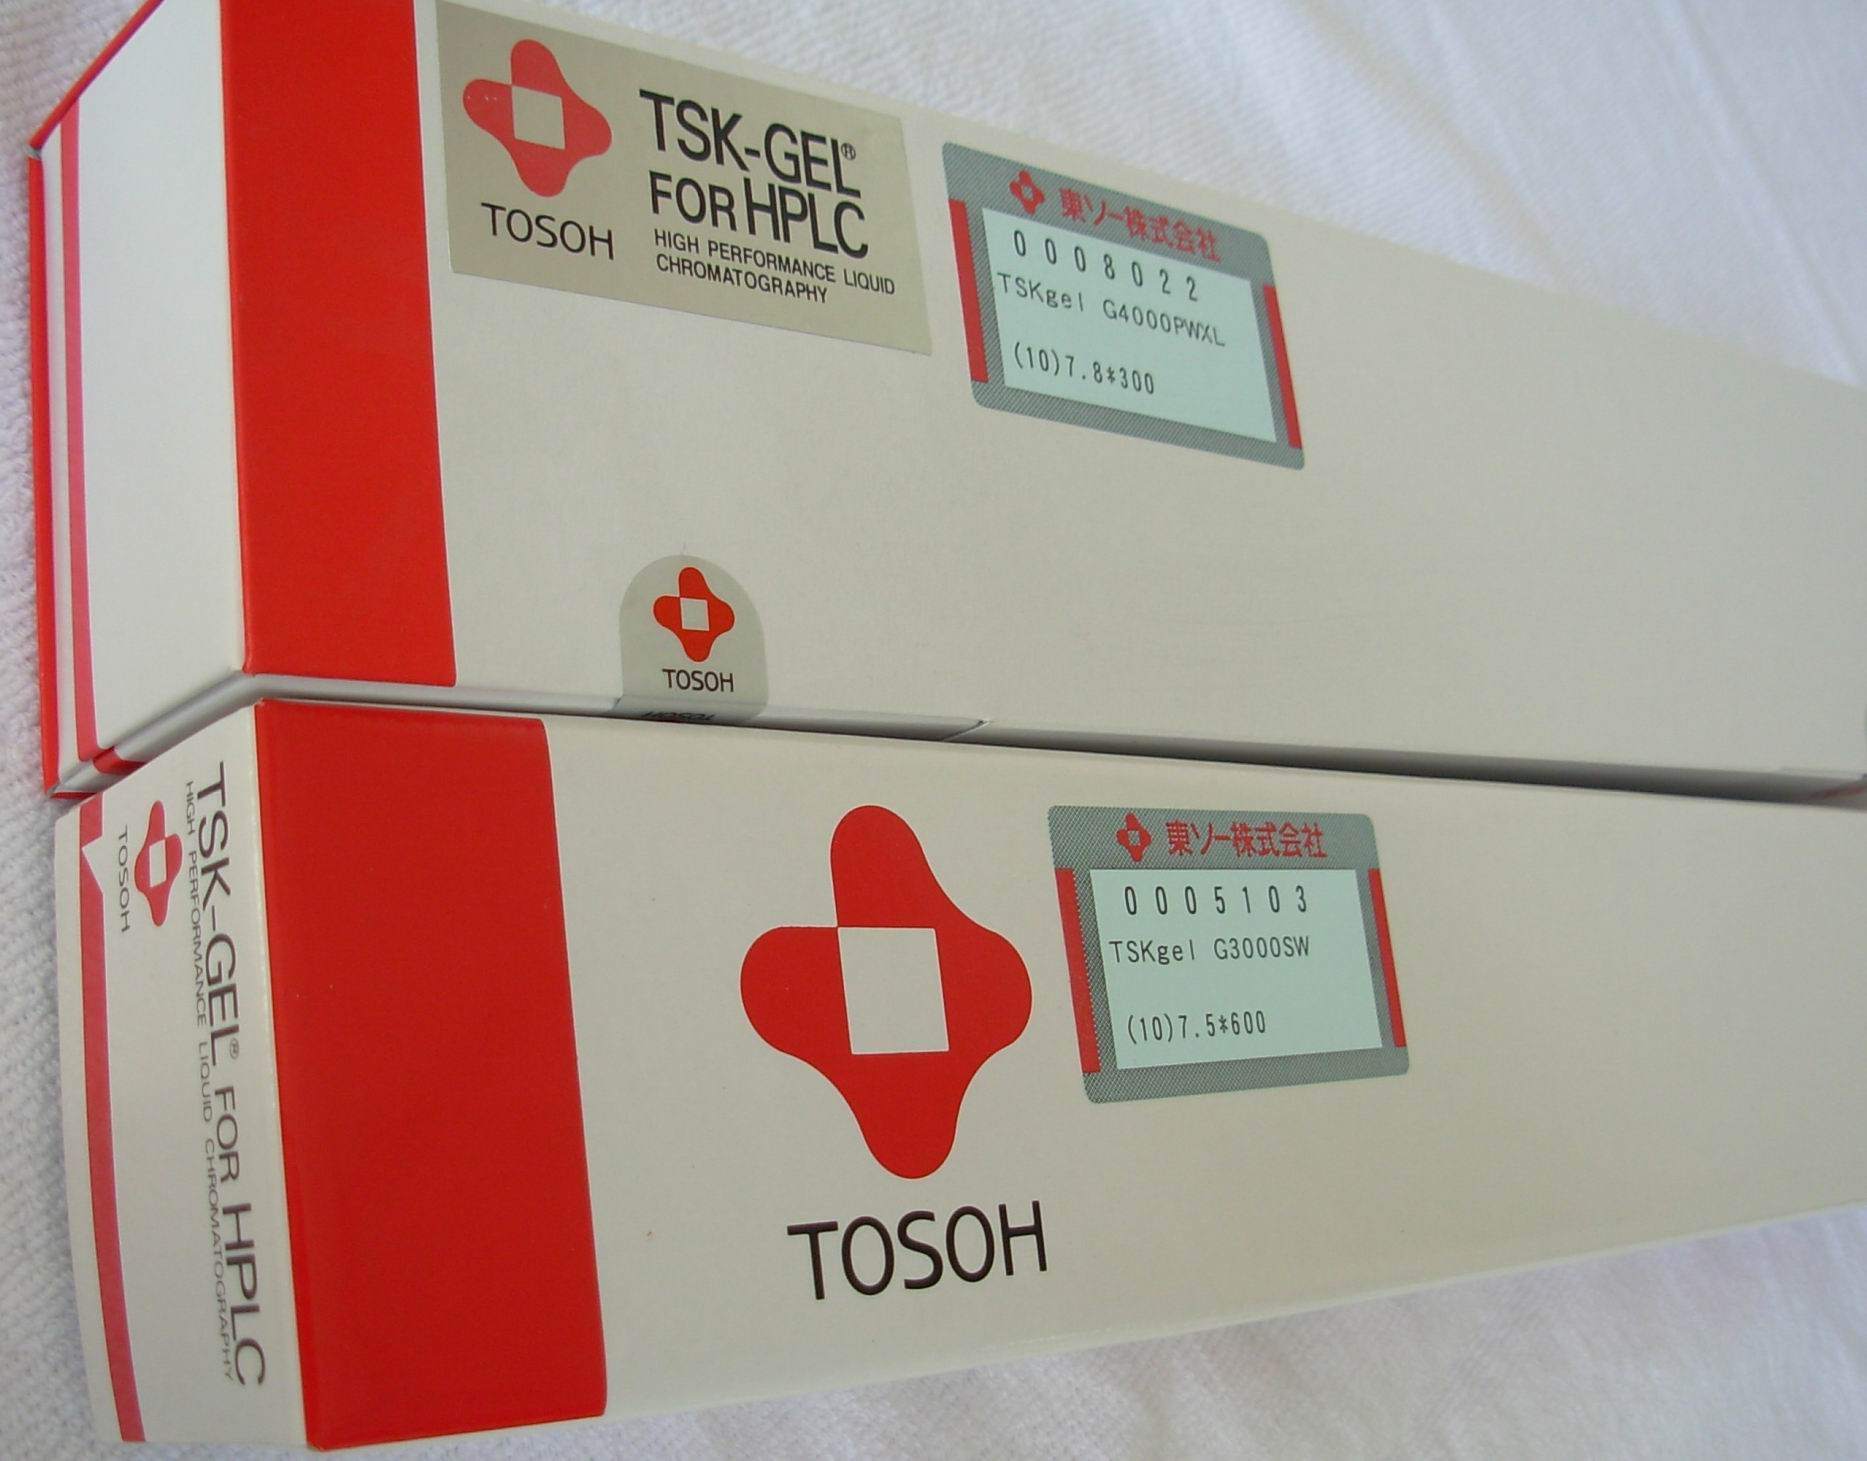 TSK-GEL®
FOR HPLC
HIGH PERFORMANCE LIQUID
CHROMATOGRAPHY
TOSOH
東ソー株式会社
0008022
TSKgel G4000PWXL
(10)7.8*300
TOSOH
TOSOH
TSK-GEL® FOR HPLC
HIGH PERFORMANCE LIQUID CHROMATOGRAPHY
TOSOH
東ソー株式会社
0005103
TSKgel G3000SW
(10)7.5*600
TOSOH